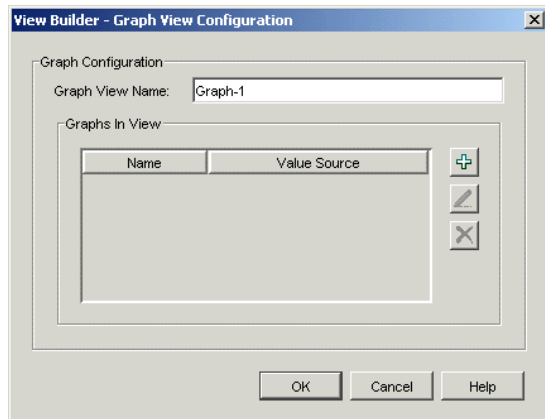 View Builder - Graph View Configuration
Graph Configuration
Graph View Name: Graph-1
Graphs In View
Name Value Source
OK Cancel Help